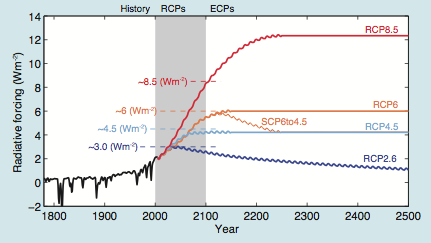 History RCPs ECPs
14
12
10
8
6
4
2
0
−2
Radiative forcing (Wm⁻²)
RCP8.5
~8.5 (Wm⁻²)
~6 (Wm⁻²)
RCP6
SCP6to4.5
~4.5 (Wm⁻²)
RCP4.5
~3.0 (Wm⁻²)
RCP2.6
1800 1900 2000 2100 2200 2300 2400 2500
Year